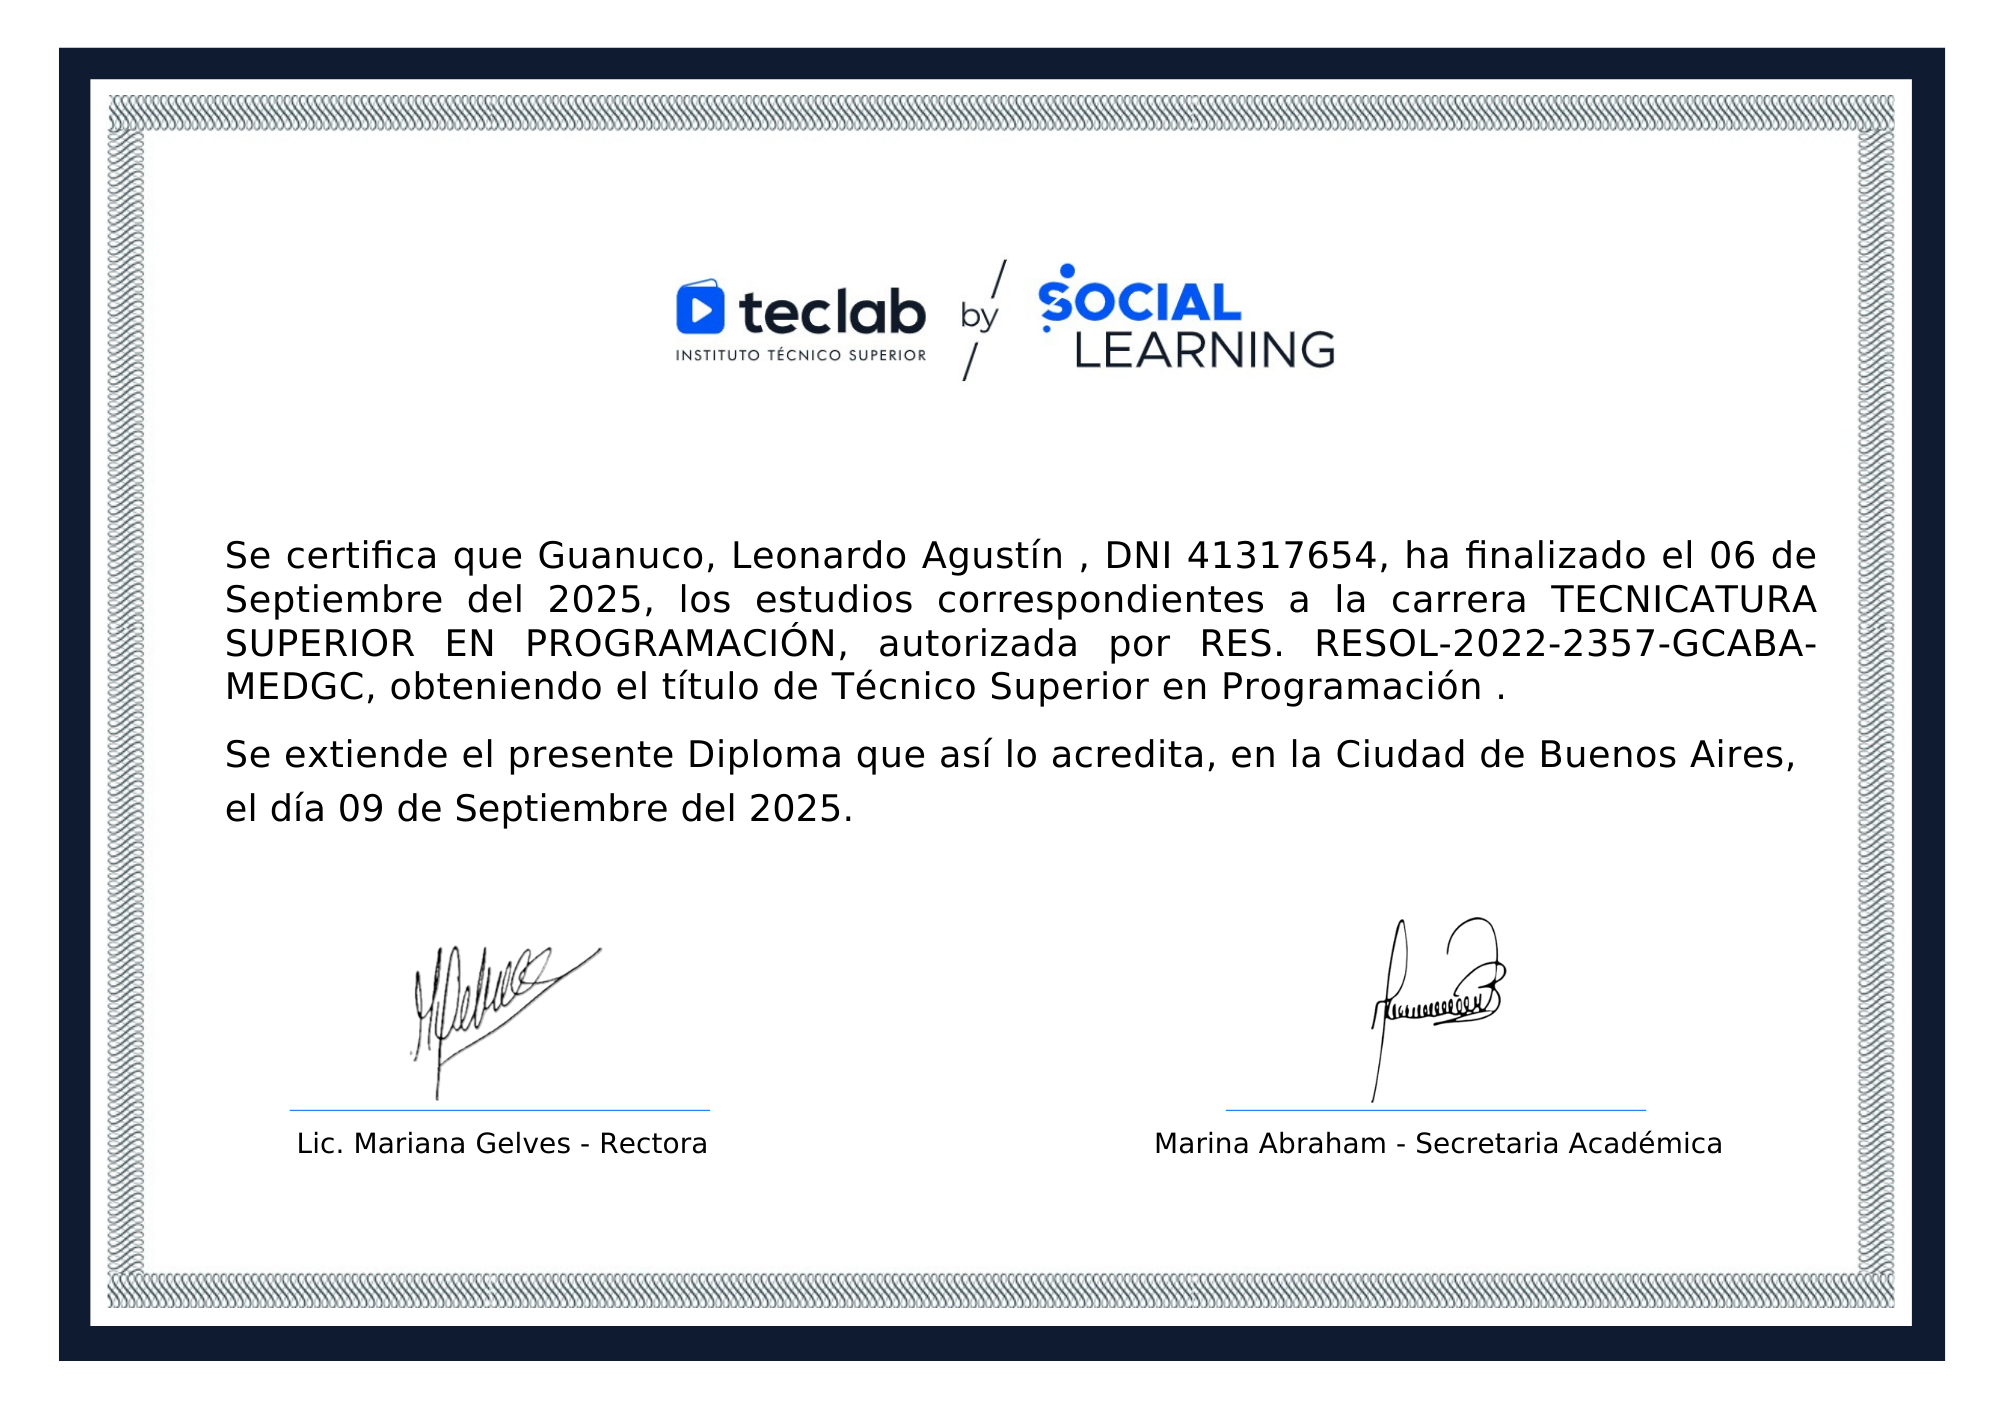 teclab
INSTITUTO TÉCNICO SUPERIOR
by
SOCIAL
LEARNING
Se certifica que Guanuco, Leonardo Agustín , DNI 41317654, ha finalizado el 06 de
Septiembre del 2025, los estudios correspondientes a la carrera TECNICATURA
SUPERIOR EN PROGRAMACIÓN, autorizada por RES. RESOL-2022-2357-GCABA-
MEDGC, obteniendo el título de Técnico Superior en Programación .
Se extiende el presente Diploma que así lo acredita, en la Ciudad de Buenos Aires,
el día 09 de Septiembre del 2025.
Lic. Mariana Gelves - Rectora
Marina Abraham - Secretaria Académica